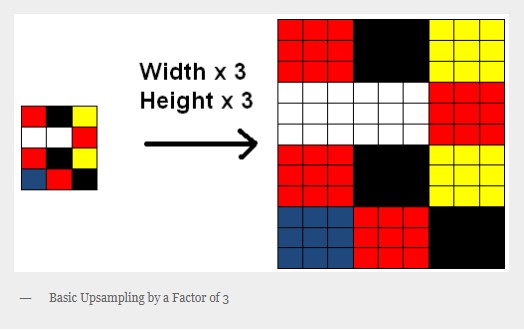 Width x 3
Height x 3
— Basic Upsampling by a Factor of 3